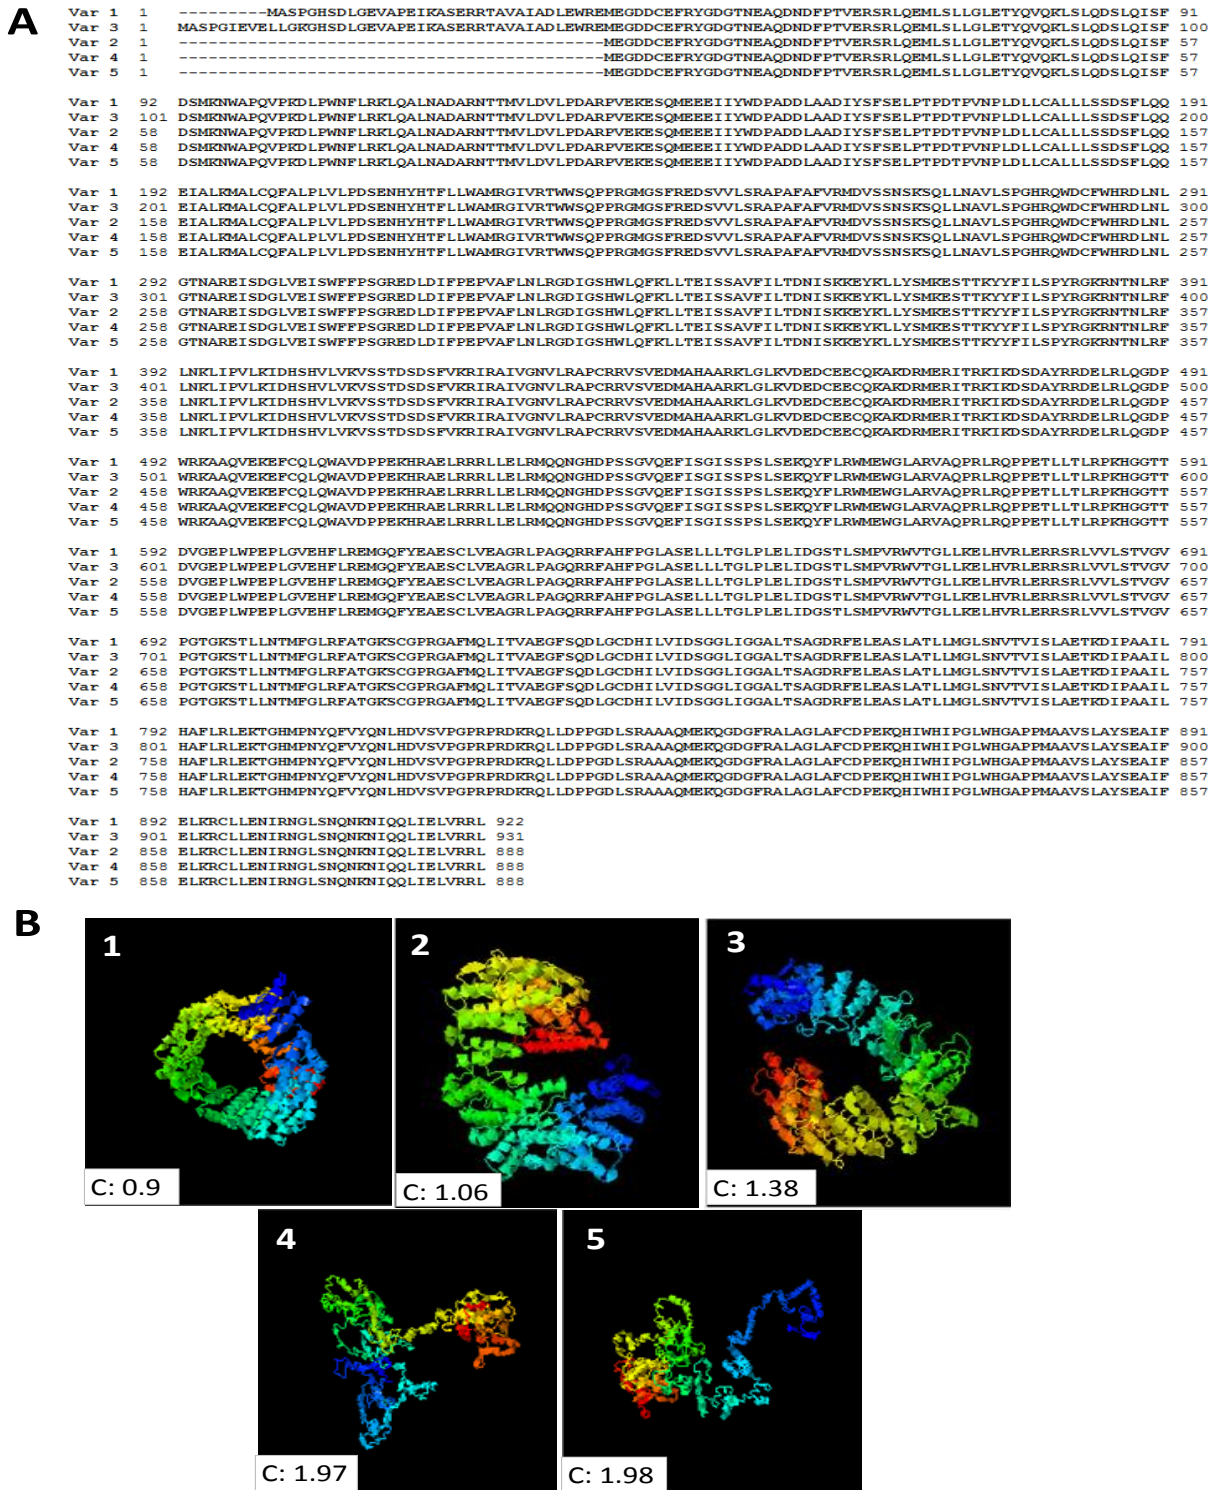 A
Var 1 1 ---------MASPGHSDLGEVAPEIKASERRTAVAIADLEWREMEGDDCEFRYGDGTNEAQDNDFPTVERSRLQEMLSLLGLETYQVQKLSLQDSLQISF 91
Var 3 1 MASPGIEVELLGKGHSDLGEVAPEIKASERRTAVAIADLEWREMEGDDCEFRYGDGTNEAQDNDFPTVERSRLQEMLSLLGLETYQVQKLSLQDSLQISF 100
Var 2 1 -------------------------------------------MEGDDCEFRYGDGTNEAQDNDFPTVERSRLQEMLSLLGLETYQVQKLSLQDSLQISF 57
Var 4 1 -------------------------------------------MEGDDCEFRYGDGTNEAQDNDFPTVERSRLQEMLSLLGLETYQVQKLSLQDSLQISF 57
Var 5 1 -------------------------------------------MEGDDCEFRYGDGTNEAQDNDFPTVERSRLQEMLSLLGLETYQVQKLSLQDSLQISF 57
Var 1 92 DSMKNWAPQVPKDLPWNFLRKLQALNADARNTTMVLDVLPDARPVEKESQMEEEIIYWDPADDLAADIYSFSELPTPDTPVNPLDLLCALLLSSDSFLQQ 191
Var 3 101 DSMKNWAPQVPKDLPWNFLRKLQALNADARNTTMVLDVLPDARPVEKESQMEEEIIYWDPADDLAADIYSFSELPTPDTPVNPLDLLCALLLSSDSFLQQ 200
Var 2 58 DSMKNWAPQVPKDLPWNFLRKLQALNADARNTTMVLDVLPDARPVEKESQMEEEIIYWDPADDLAADIYSFSELPTPDTPVNPLDLLCALLLSSDSFLQQ 157
Var 4 58 DSMKNWAPQVPKDLPWNFLRKLQALNADARNTTMVLDVLPDARPVEKESQMEEEIIYWDPADDLAADIYSFSELPTPDTPVNPLDLLCALLLSSDSFLQQ 157
Var 5 58 DSMKNWAPQVPKDLPWNFLRKLQALNADARNTTMVLDVLPDARPVEKESQMEEEIIYWDPADDLAADIYSFSELPTPDTPVNPLDLLCALLLSSDSFLQQ 157
Var 1 192 EIALKMALCQFALPLVLPDSENHYHTFLLWAMRGIVRTWWSQPPRGMGSFREDSVVLSRAPAFAFVRMDVSSNSKSQLLNAVLSPGHRQWDCFWHRDLNL 291
Var 3 201 EIALKMALCQFALPLVLPDSENHYHTFLLWAMRGIVRTWWSQPPRGMGSFREDSVVLSRAPAFAFVRMDVSSNSKSQLLNAVLSPGHRQWDCFWHRDLNL 300
Var 2 158 EIALKMALCQFALPLVLPDSENHYHTFLLWAMRGIVRTWWSQPPRGMGSFREDSVVLSRAPAFAFVRMDVSSNSKSQLLNAVLSPGHRQWDCFWHRDLNL 257
Var 4 158 EIALKMALCQFALPLVLPDSENHYHTFLLWAMRGIVRTWWSQPPRGMGSFREDSVVLSRAPAFAFVRMDVSSNSKSQLLNAVLSPGHRQWDCFWHRDLNL 257
Var 5 158 EIALKMALCQFALPLVLPDSENHYHTFLLWAMRGIVRTWWSQPPRGMGSFREDSVVLSRAPAFAFVRMDVSSNSKSQLLNAVLSPGHRQWDCFWHRDLNL 257
Var 1 292 GTNAREISDGLVEISWFFPSGREDLDIFPEPVAFLNLRGDIGSHWLQFKLLTEISSAVFILTDNISKKEYKLLYSMKESTTKYYFILSPYRGKRNTNLRF 391
Var 3 301 GTNAREISDGLVEISWFFPSGREDLDIFPEPVAFLNLRGDIGSHWLQFKLLTEISSAVFILTDNISKKEYKLLYSMKESTTKYYFILSPYRGKRNTNLRF 400
Var 2 258 GTNAREISDGLVEISWFFPSGREDLDIFPEPVAFLNLRGDIGSHWLQFKLLTEISSAVFILTDNISKKEYKLLYSMKESTTKYYFILSPYRGKRNTNLRF 357
Var 4 258 GTNAREISDGLVEISWFFPSGREDLDIFPEPVAFLNLRGDIGSHWLQFKLLTEISSAVFILTDNISKKEYKLLYSMKESTTKYYFILSPYRGKRNTNLRF 357
Var 5 258 GTNAREISDGLVEISWFFPSGREDLDIFPEPVAFLNLRGDIGSHWLQFKLLTEISSAVFILTDNISKKEYKLLYSMKESTTKYYFILSPYRGKRNTNLRF 357
Var 1 392 LNKLIPVLKIDHSHVLVKVSSTDSDSFVKRIRAIVGNVLRAPCRRVSVEDMAHAARKLGLKVDEDCEECQKAKDRMERITRKIKDSDAYRRDELRLQGDP 491
Var 3 401 LNKLIPVLKIDHSHVLVKVSSTDSDSFVKRIRAIVGNVLRAPCRRVSVEDMAHAARKLGLKVDEDCEECQKAKDRMERITRKIKDSDAYRRDELRLQGDP 500
Var 2 358 LNKLIPVLKIDHSHVLVKVSSTDSDSFVKRIRAIVGNVLRAPCRRVSVEDMAHAARKLGLKVDEDCEECQKAKDRMERITRKIKDSDAYRRDELRLQGDP 457
Var 4 358 LNKLIPVLKIDHSHVLVKVSSTDSDSFVKRIRAIVGNVLRAPCRRVSVEDMAHAARKLGLKVDEDCEECQKAKDRMERITRKIKDSDAYRRDELRLQGDP 457
Var 5 358 LNKLIPVLKIDHSHVLVKVSSTDSDSFVKRIRAIVGNVLRAPCRRVSVEDMAHAARKLGLKVDEDCEECQKAKDRMERITRKIKDSDAYRRDELRLQGDP 457
Var 1 492 WRKAAQVEKEFCQLQWAVDPPEKHRAELRRRLLELRMQQNGHDPSSGVQEFISGISSPSLSEKQYFLRWMEWGLARVAQPRLRQPPETLLTLRPKHGGTT 591
Var 3 501 WRKAAQVEKEFCQLQWAVDPPEKHRAELRRRLLELRMQQNGHDPSSGVQEFISGISSPSLSEKQYFLRWMEWGLARVAQPRLRQPPETLLTLRPKHGGTT 600
Var 2 458 WRKAAQVEKEFCQLQWAVDPPEKHRAELRRRLLELRMQQNGHDPSSGVQEFISGISSPSLSEKQYFLRWMEWGLARVAQPRLRQPPETLLTLRPKHGGTT 557
Var 4 458 WRKAAQVEKEFCQLQWAVDPPEKHRAELRRRLLELRMQQNGHDPSSGVQEFISGISSPSLSEKQYFLRWMEWGLARVAQPRLRQPPETLLTLRPKHGGTT 557
Var 5 458 WRKAAQVEKEFCQLQWAVDPPEKHRAELRRRLLELRMQQNGHDPSSGVQEFISGISSPSLSEKQYFLRWMEWGLARVAQPRLRQPPETLLTLRPKHGGTT 557
Var 1 592 DVGEPLWPEPLGVEHFLREMGQFYEAESCLVEAGRLPAGQRRFAHFPGLASELLLTGLPLELIDGSTLSMPVRWVTGLLKELHVRLERRSRLVVLSTVGV 691
Var 3 601 DVGEPLWPEPLGVEHFLREMGQFYEAESCLVEAGRLPAGQRRFAHFPGLASELLLTGLPLELIDGSTLSMPVRWVTGLLKELHVRLERRSRLVVLSTVGV 700
Var 2 558 DVGEPLWPEPLGVEHFLREMGQFYEAESCLVEAGRLPAGQRRFAHFPGLASELLLTGLPLELIDGSTLSMPVRWVTGLLKELHVRLERRSRLVVLSTVGV 657
Var 4 558 DVGEPLWPEPLGVEHFLREMGQFYEAESCLVEAGRLPAGQRRFAHFPGLASELLLTGLPLELIDGSTLSMPVRWVTGLLKELHVRLERRSRLVVLSTVGV 657
Var 5 558 DVGEPLWPEPLGVEHFLREMGQFYEAESCLVEAGRLPAGQRRFAHFPGLASELLLTGLPLELIDGSTLSMPVRWVTGLLKELHVRLERRSRLVVLSTVGV 657
Var 1 692 PGTGKSTLLNTMFGLRFATGKSCGPRGAFMQLITVAEGFSQDLGCDHILVIDSGGLIGGALTSAGDRFELEASLATLLMGLSNVTVISLAETKDIPAAIL 791
Var 3 701 PGTGKSTLLNTMFGLRFATGKSCGPRGAFMQLITVAEGFSQDLGCDHILVIDSGGLIGGALTSAGDRFELEASLATLLMGLSNVTVISLAETKDIPAAIL 800
Var 2 658 PGTGKSTLLNTMFGLRFATGKSCGPRGAFMQLITVAEGFSQDLGCDHILVIDSGGLIGGALTSAGDRFELEASLATLLMGLSNVTVISLAETKDIPAAIL 757
Var 4 658 PGTGKSTLLNTMFGLRFATGKSCGPRGAFMQLITVAEGFSQDLGCDHILVIDSGGLIGGALTSAGDRFELEASLATLLMGLSNVTVISLAETKDIPAAIL 757
Var 5 658 PGTGKSTLLNTMFGLRFATGKSCGPRGAFMQLITVAEGFSQDLGCDHILVIDSGGLIGGALTSAGDRFELEASLATLLMGLSNVTVISLAETKDIPAAIL 757
Var 1 792 HAFLRLEKTGHMPNYQFVYQNLHDVSVPGPRPRDKRQLLDPPGDLSRAAAQMEKQGDGFRALAGLAFCDPEKQHIWHIPGLWHGAPPMAAVSLAYSEAIF 891
Var 3 801 HAFLRLEKTGHMPNYQFVYQNLHDVSVPGPRPRDKRQLLDPPGDLSRAAAQMEKQGDGFRALAGLAFCDPEKQHIWHIPGLWHGAPPMAAVSLAYSEAIF 900
Var 2 758 HAFLRLEKTGHMPNYQFVYQNLHDVSVPGPRPRDKRQLLDPPGDLSRAAAQMEKQGDGFRALAGLAFCDPEKQHIWHIPGLWHGAPPMAAVSLAYSEAIF 857
Var 4 758 HAFLRLEKTGHMPNYQFVYQNLHDVSVPGPRPRDKRQLLDPPGDLSRAAAQMEKQGDGFRALAGLAFCDPEKQHIWHIPGLWHGAPPMAAVSLAYSEAIF 857
Var 5 758 HAFLRLEKTGHMPNYQFVYQNLHDVSVPGPRPRDKRQLLDPPGDLSRAAAQMEKQGDGFRALAGLAFCDPEKQHIWHIPGLWHGAPPMAAVSLAYSEAIF 857
Var 1 892 ELKRCLLENIRNGLSNQNKNIQQLIELVRRL 922
Var 3 901 ELKRCLLENIRNGLSNQNKNIQQLIELVRRL 931
Var 2 858 ELKRCLLENIRNGLSNQNKNIQQLIELVRRL 888
Var 4 858 ELKRCLLENIRNGLSNQNKNIQQLIELVRRL 888
Var 5 858 ELKRCLLENIRNGLSNQNKNIQQLIELVRRL 888
B
1
2
3
C: 0.9
C: 1.06
C: 1.38
4
5
C: 1.97
C: 1.98